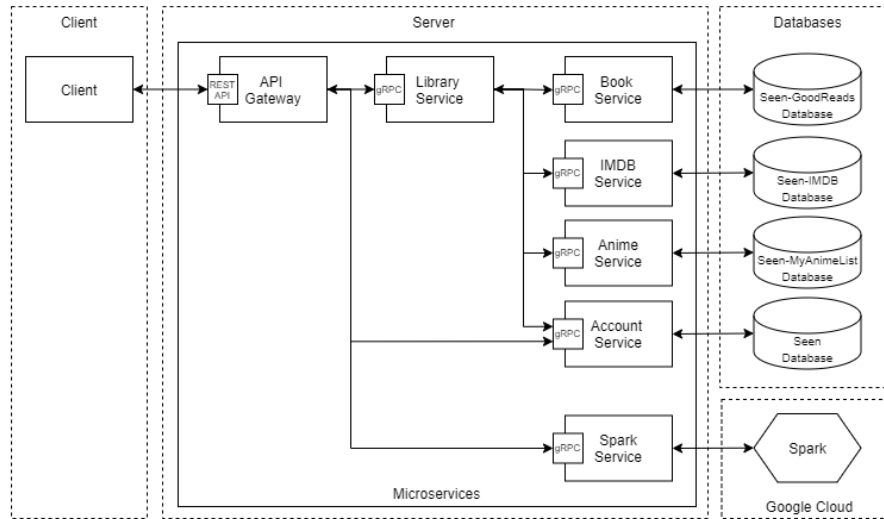 Client
Server
Databases
Client
REST
API
API
Gateway
gRPC
Library
Service
gRPC
Book
Service
Seen-GoodReads
Database
gRPC
IMDB
Service
Seen-IMDB
Database
gRPC
Anime
Service
Seen-MyAnimeList
Database
gRPC
Account
Service
Seen
Database
gRPC
Spark
Service
Spark
Microservices
Google Cloud